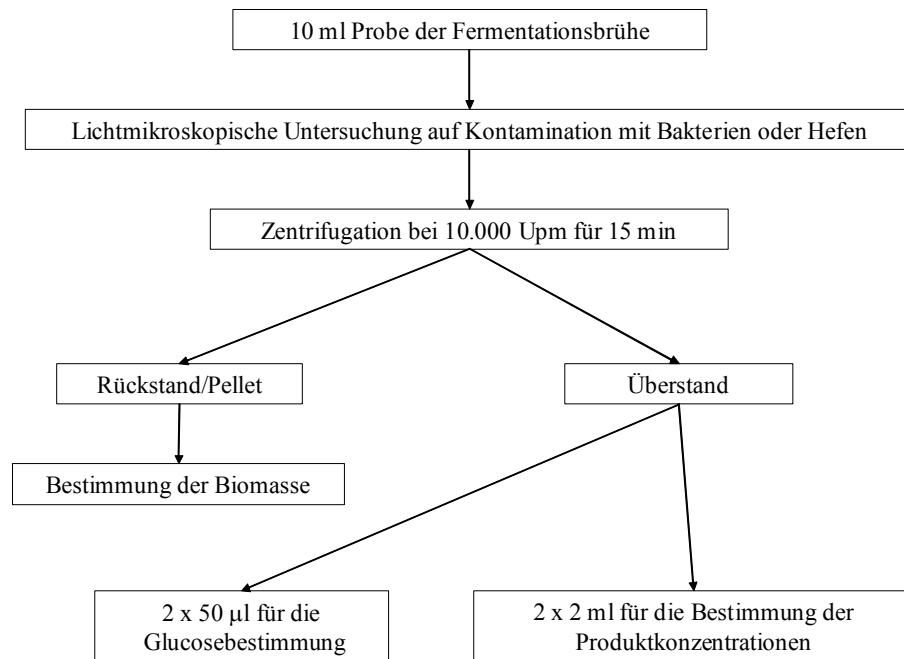 10 ml Probe der Fermentationsbrühe
Lichtmikroskopische Untersuchung auf Kontamination mit Bakterien oder Hefen
Zentrifugation bei 10.000 Upm für 15 min
Rückstand/Pellet
Überstand
Bestimmung der Biomasse
2 x 50 μl für die
Glucosebestimmung
2 x 2 ml für die Bestimmung der
Produktkonzentrationen